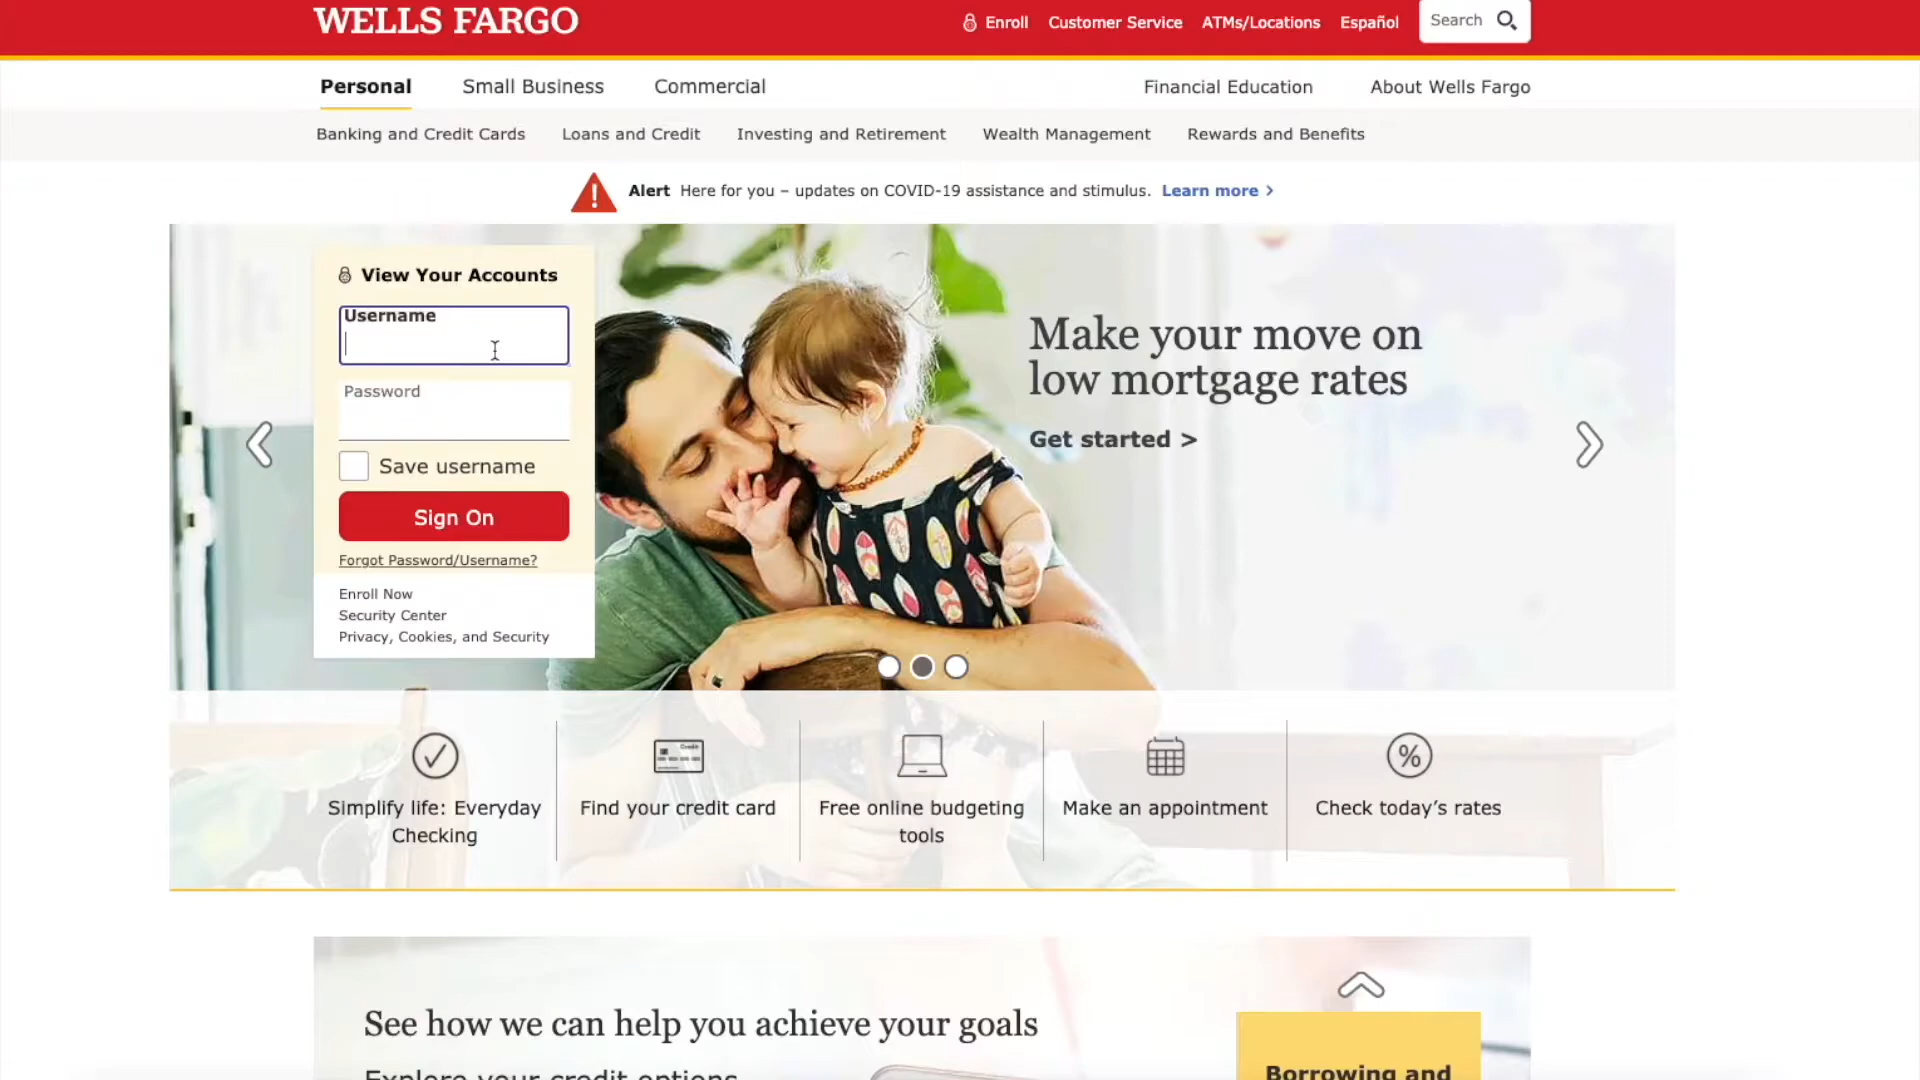 WELLS FARGO
Enroll
Customer Service
ATMs/Locations
Español
Search
Personal
Small Business
Commercial
Financial Education
About Wells Fargo
Banking and Credit Cards
Loans and Credit
Investing and Retirement
Wealth Management
Rewards and Benefits
Alert Here for you – updates on COVID-19 assistance and stimulus. Learn more >
View Your Accounts
Username
Password
Save username
Sign On
Forgot Password/Username?
Enroll Now
Security Center
Privacy, Cookies, and Security
Make your move on
low mortgage rates
Get started >
Simplify life: Everyday
Checking
Credit
Find your credit card
Free online budgeting
tools
Make an appointment
%
Check today’s rates
See how we can help you achieve your goals
Explore your credit options
Borrowing and